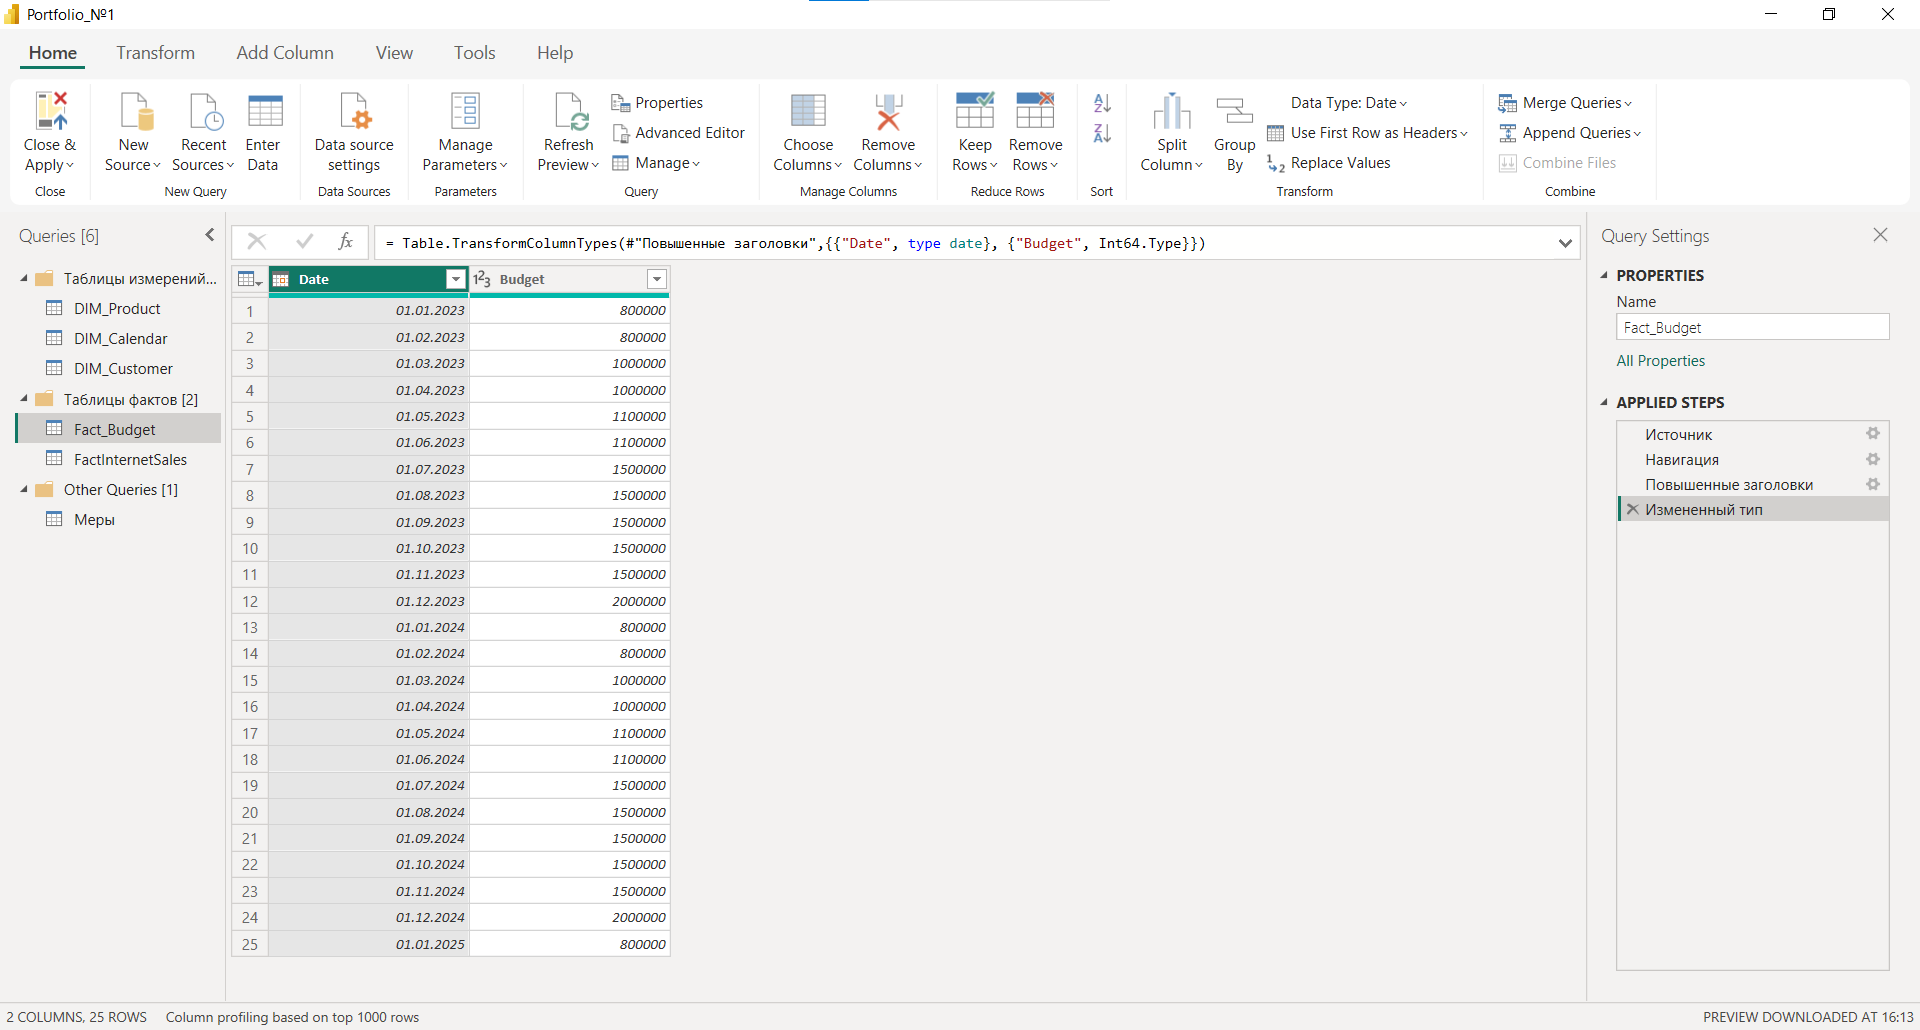 Portfolio_№1
Home Transform Add Column View Tools Help
Close & Apply
Close
New Source
Recent Sources
Enter Data
New Query
Data source settings
Data Sources
Manage Parameters
Parameters
Refresh Preview
Properties
Advanced Editor
Manage
Query
Choose Columns
Remove Columns
Manage Columns
Keep Rows
Remove Rows
Reduce Rows
Sort
Split Column
Group By
Data Type: Date
Use First Row as Headers
Replace Values
Transform
Merge Queries
Append Queries
Combine Files
Combine
Queries [6]
Таблицы измерений...
DIM_Product
DIM_Calendar
DIM_Customer
Таблицы фактов [2]
Fact_Budget
FactInternetSales
Other Queries [1]
Меры
fx = Table.TransformColumnTypes(#"Повышенные заголовки",{{"Date", type date}, {"Budget", Int64.Type}})
Date 123 Budget
1 01.01.2023 800000
2 01.02.2023 800000
3 01.03.2023 1000000
4 01.04.2023 1000000
5 01.05.2023 1100000
6 01.06.2023 1100000
7 01.07.2023 1500000
8 01.08.2023 1500000
9 01.09.2023 1500000
10 01.10.2023 1500000
11 01.11.2023 1500000
12 01.12.2023 2000000
13 01.01.2024 800000
14 01.02.2024 800000
15 01.03.2024 1000000
16 01.04.2024 1000000
17 01.05.2024 1100000
18 01.06.2024 1100000
19 01.07.2024 1500000
20 01.08.2024 1500000
21 01.09.2024 1500000
22 01.10.2024 1500000
23 01.11.2024 1500000
24 01.12.2024 2000000
25 01.01.2025 800000
Query Settings
PROPERTIES
Name
Fact_Budget
All Properties
APPLIED STEPS
Источник
Навигация
Повышенные заголовки
Измененный тип
2 COLUMNS, 25 ROWS Column profiling based on top 1000 rows
PREVIEW DOWNLOADED AT 16:13